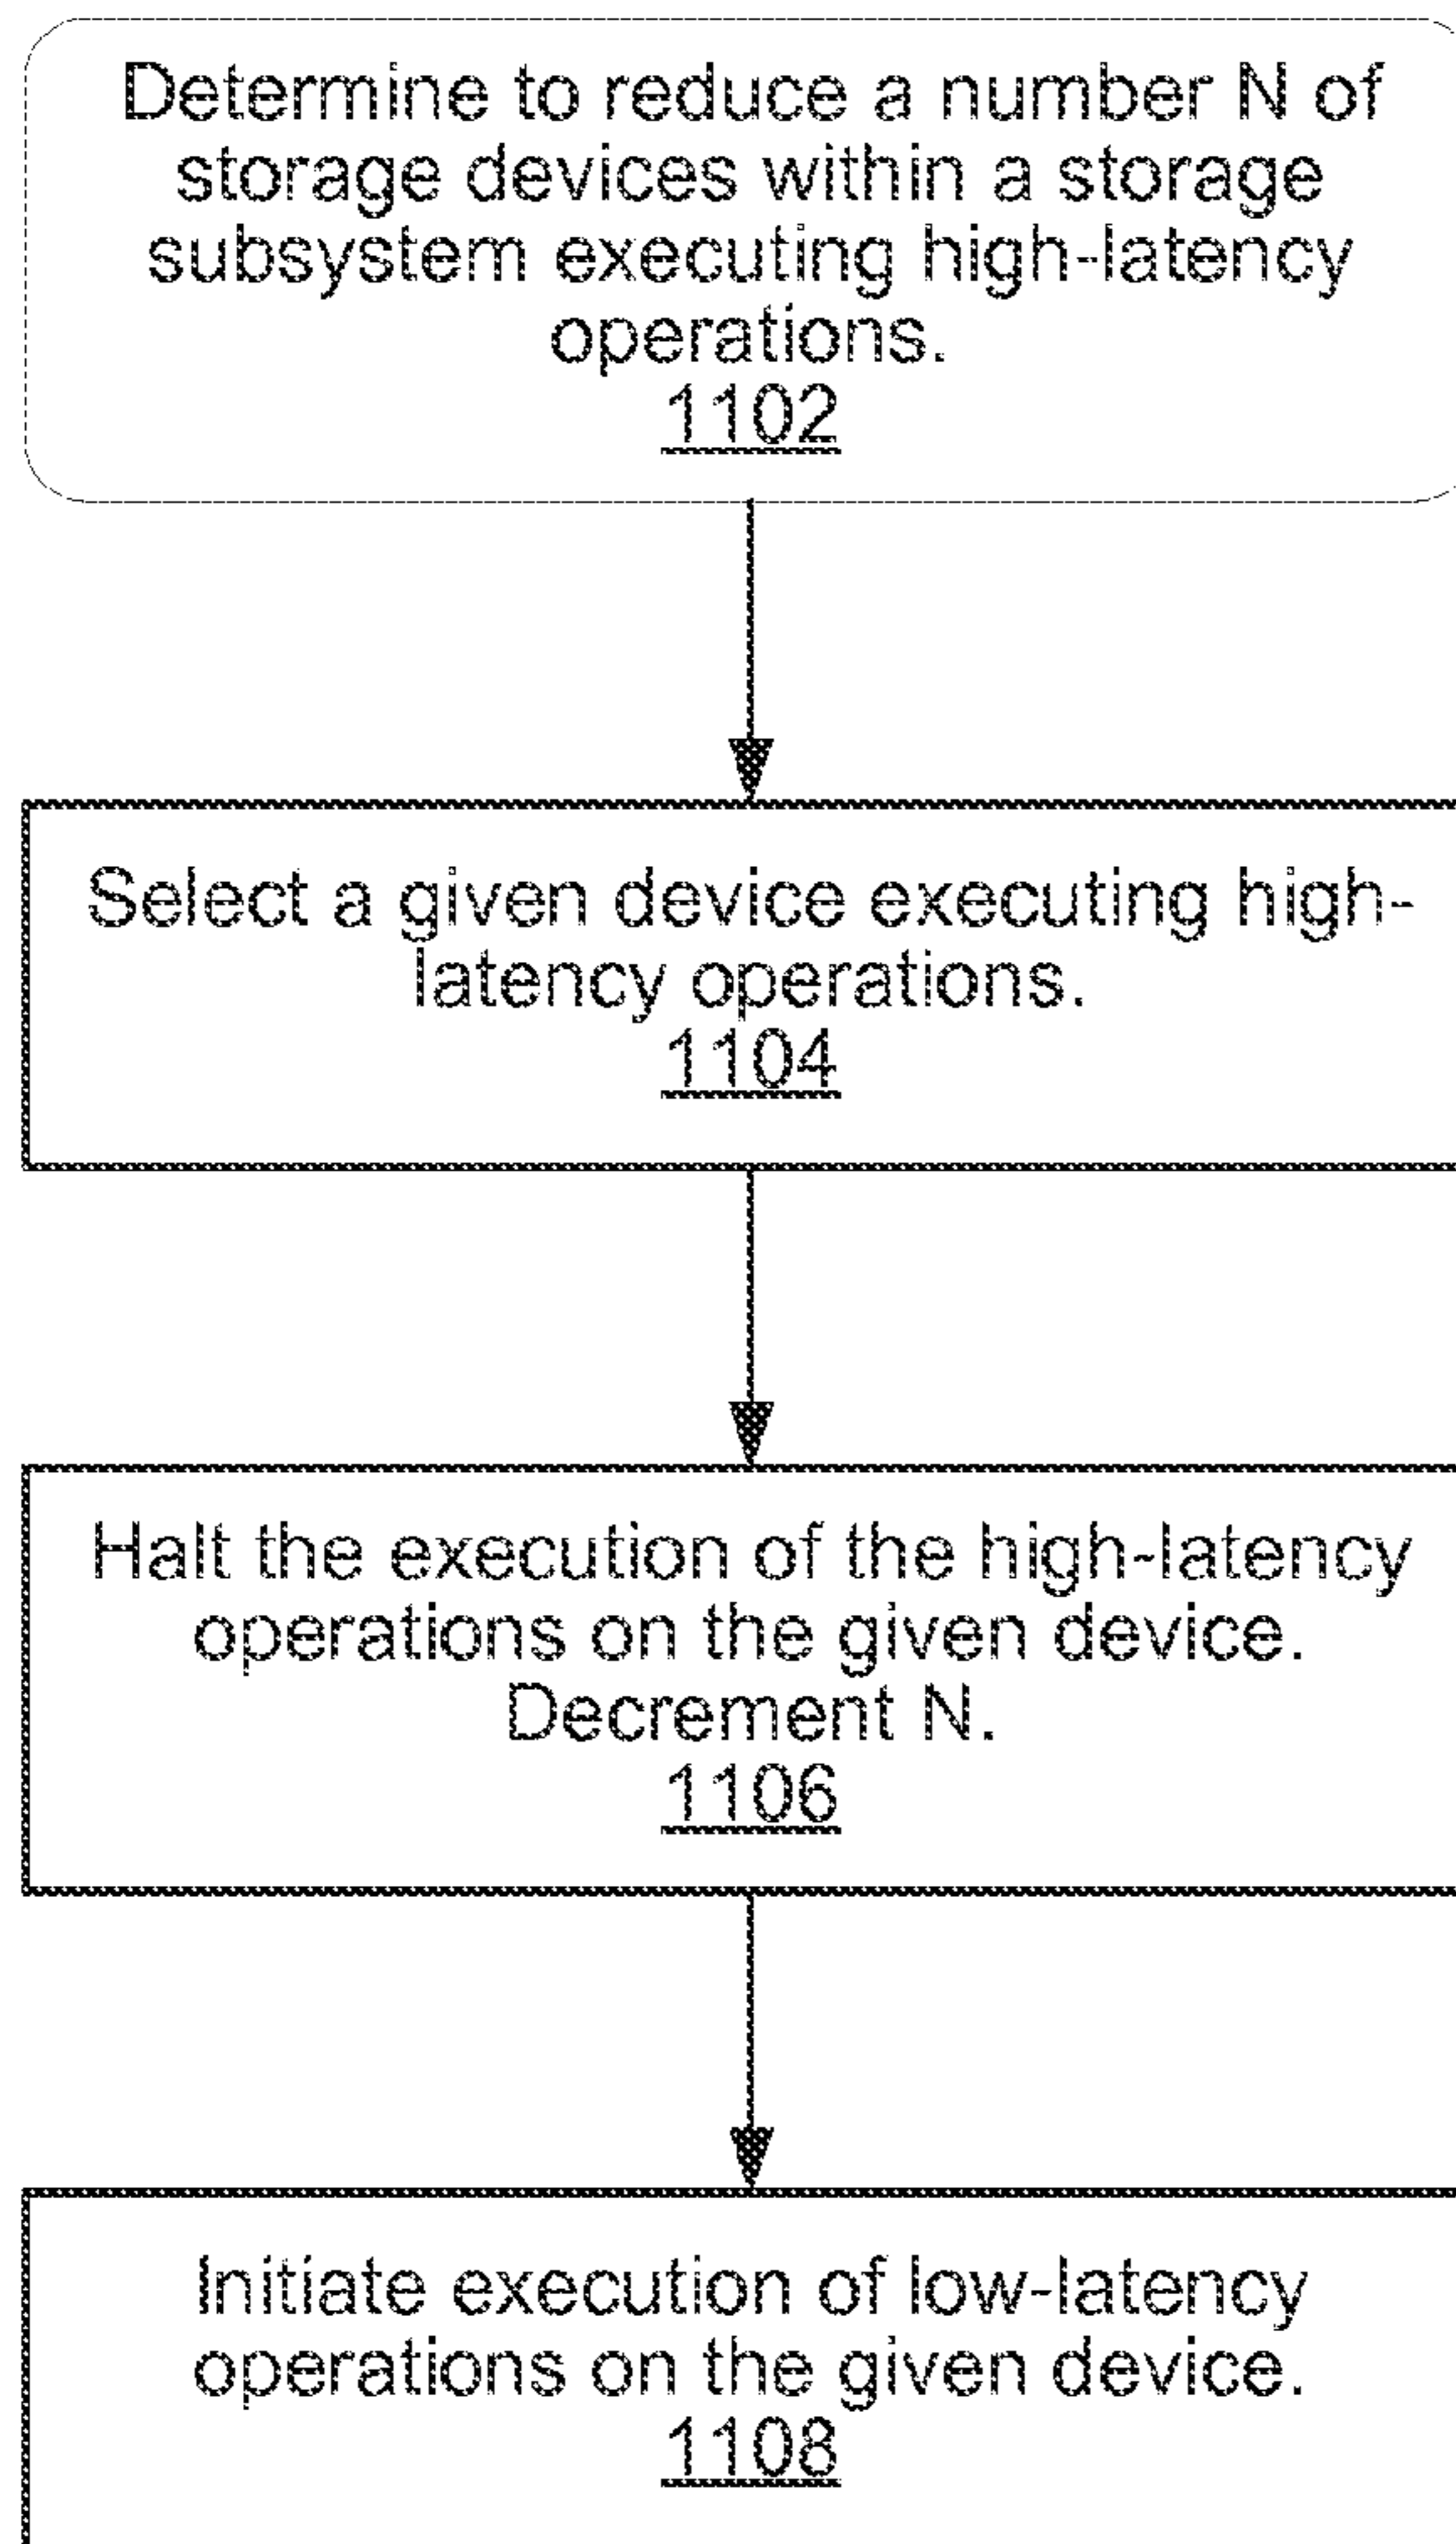 Determine to reduce a number N of
storage devices within a storage
subsystem executing high-latency
operations.
1102
Select a given device executing high-
latency operations.
1104
Halt the execution of the high-latency
operations on the given device.
Decrement N.
1106
Initiate execution of low-latency
operations on the given device.
1108